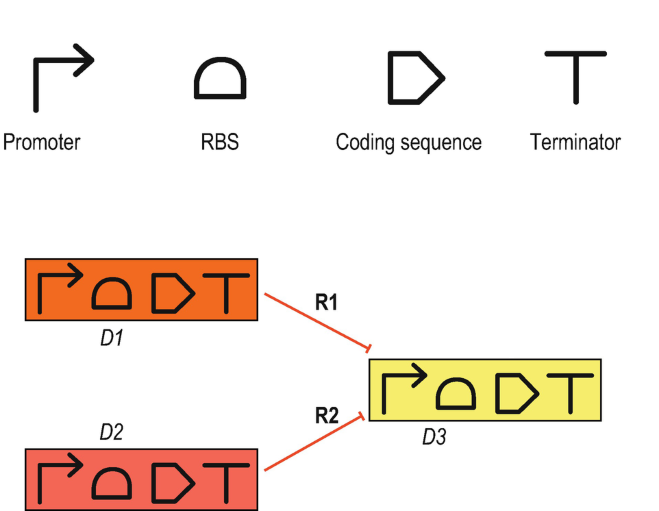 Promoter RBS Coding sequence Terminator
D1
R1
D2
R2
D3